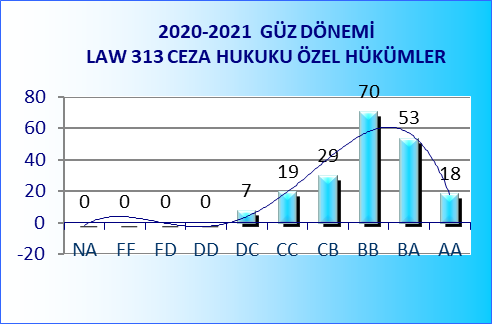 2020-2021 GÜZ DÖNEMİ
LAW 313 CEZA HUKUKU ÖZEL HÜKÜMLER
80
60
40
20
0
-20
0 0 0 0 7 19 29 70 53 18
NA FF FD DD DC CC CB BB BA AA